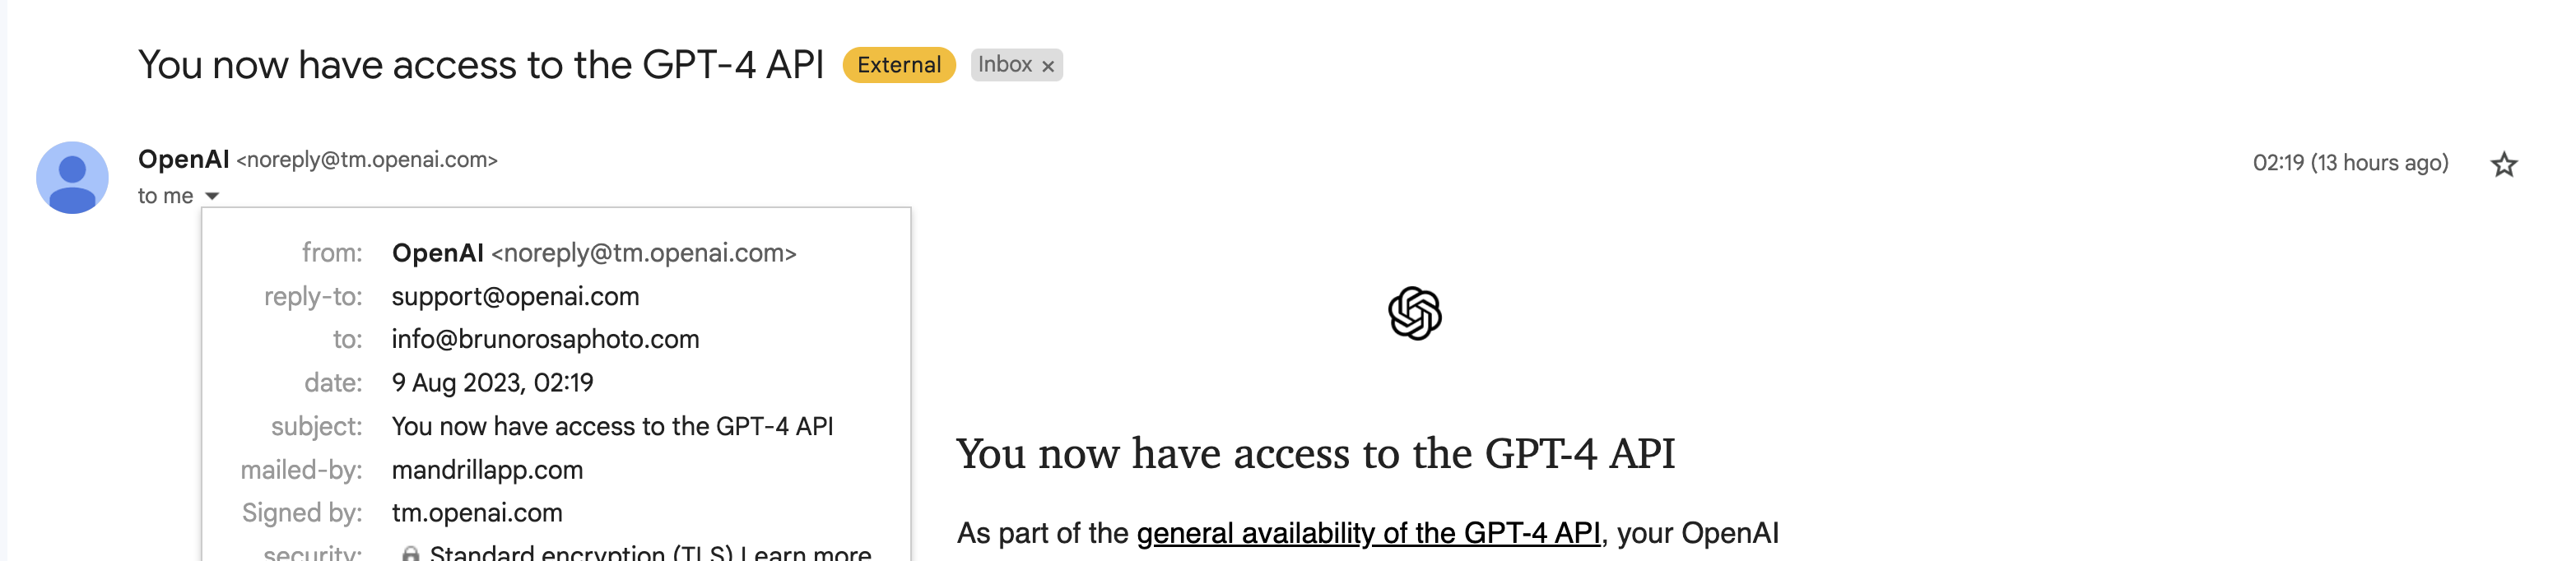 You now have access to the GPT-4 API External Inbox x
OpenAI <noreply@tm.openai.com> 02:19 (13 hours ago)
to me
from: OpenAI <noreply@tm.openai.com>
reply-to: support@openai.com
to: info@brunorosaphoto.com
date: 9 Aug 2023, 02:19
subject: You now have access to the GPT-4 API
mailed-by: mandrillapp.com
Signed by: tm.openai.com
security: Standard encryption (TLS) Learn more
You now have access to the GPT-4 API
As part of the general availability of the GPT-4 API, your OpenAI